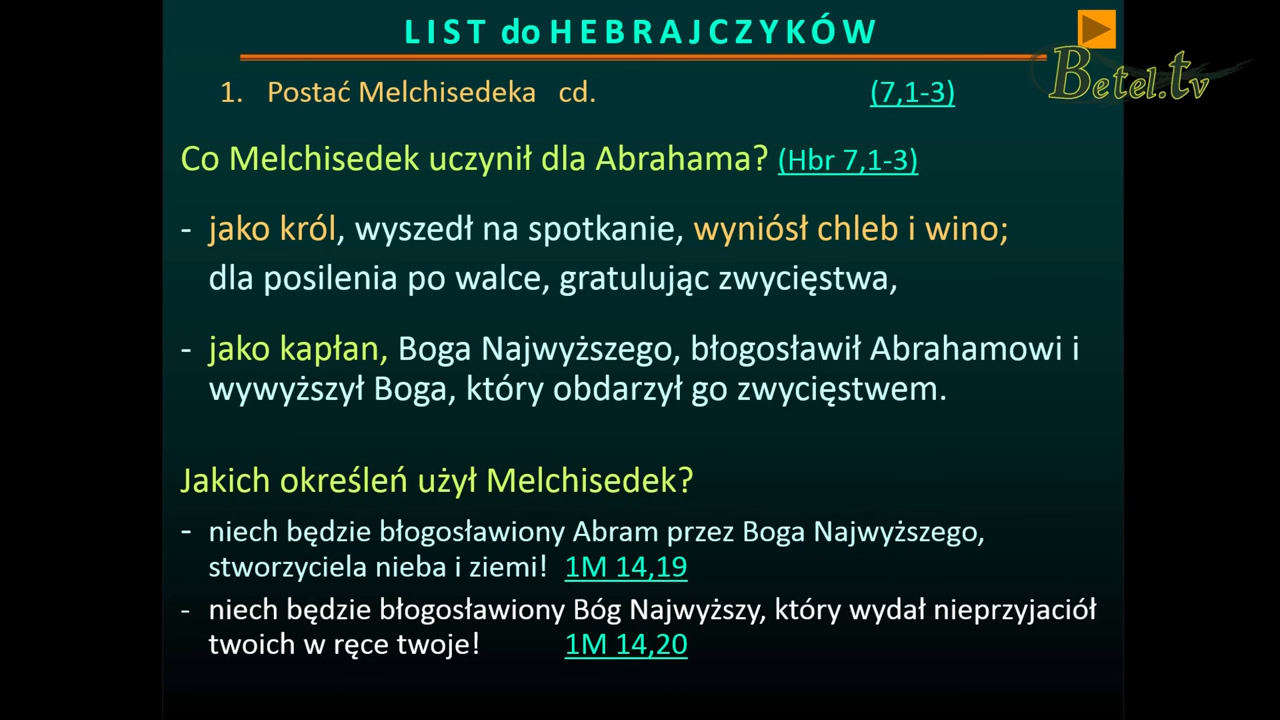 LIST do HEBRAJCZYKÓW
Betel.tv
1. Postać Melchisedeka cd. (7,1-3)
Co Melchisedek uczynił dla Abrahama? (Hbr 7,1-3)
- jako król, wyszedł na spotkanie, wyniósł chleb i wino;
dla posilenia po walce, gratulując zwycięstwa,
- jako kapłan, Boga Najwyższego, błogosławił Abrahamowi i
wywyższył Boga, który obdarzył go zwycięstwem.
Jakich określeń użył Melchisedek?
- niech będzie błogosławiony Abram przez Boga Najwyższego,
stworzyciela nieba i ziemi! 1M 14,19
- niech będzie błogosławiony Bóg Najwyższy, który wydał nieprzyjaciół
twoich w ręce twoje! 1M 14,20